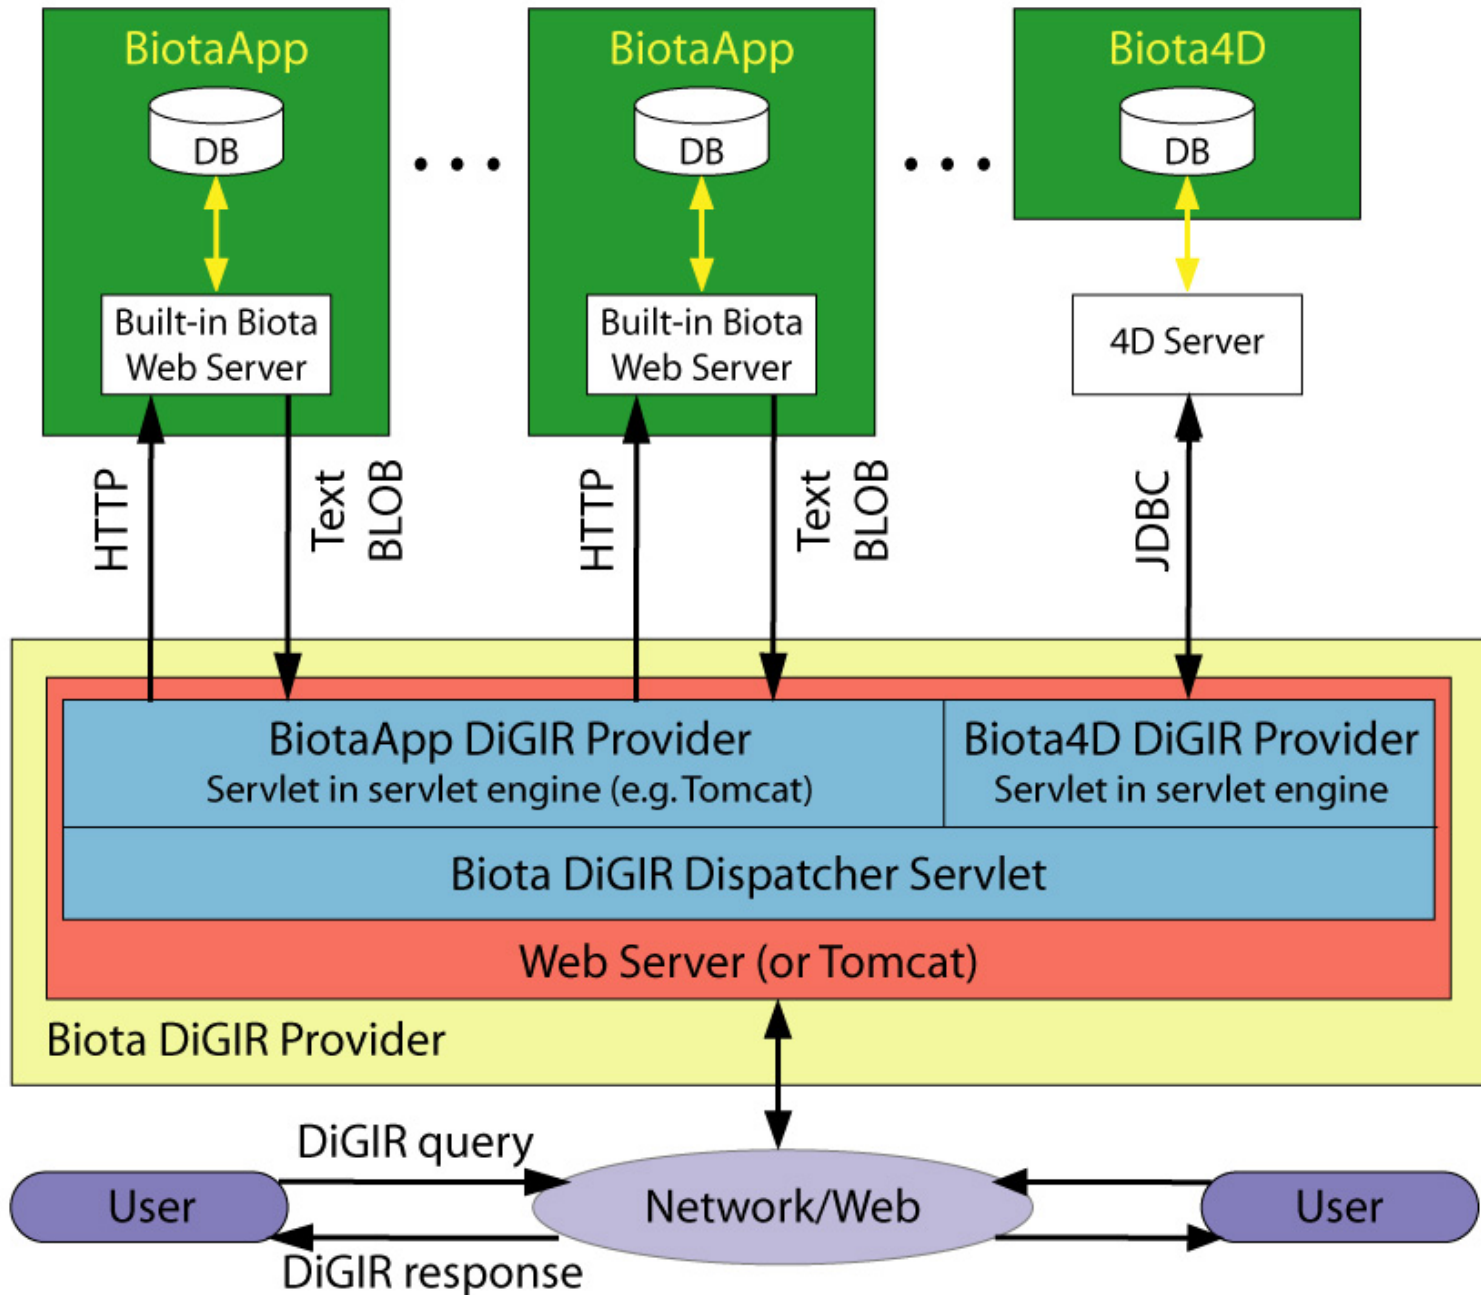 BiotaApp
BiotaApp
Biota4D
DB
DB
DB
. . .
. . .
Built-in Biota
Web Server
Built-in Biota
Web Server
4D Server
HTTP
Text
BLOB
HTTP
Text
BLOB
JDBC
BiotaApp DiGIR Provider
Servlet in servlet engine (e.g. Tomcat)
Biota4D DiGIR Provider
Servlet in servlet engine
Biota DiGIR Dispatcher Servlet
Web Server (or Tomcat)
Biota DiGIR Provider
DiGIR query
User
Network/Web
User
DiGIR response